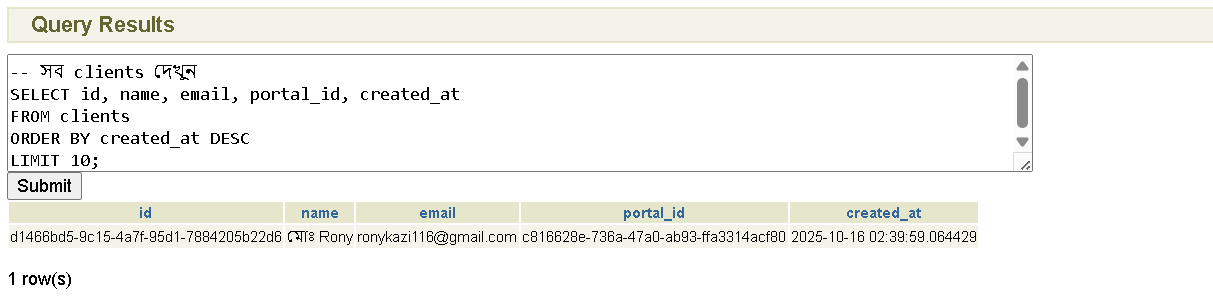 Query Results
-- সব clients দেখুন
SELECT id, name, email, portal_id, created_at
FROM clients
ORDER BY created_at DESC
LIMIT 10;
Submit
id name email portal_id created_at
d1466bd5-9c15-4a7f-95d1-7884205b22d6 মোঃ Rony ronykazi116@gmail.com c816628e-736a-47a0-ab93-ffa3314acf80 2025-10-16 02:39:59.064429
1 row(s)